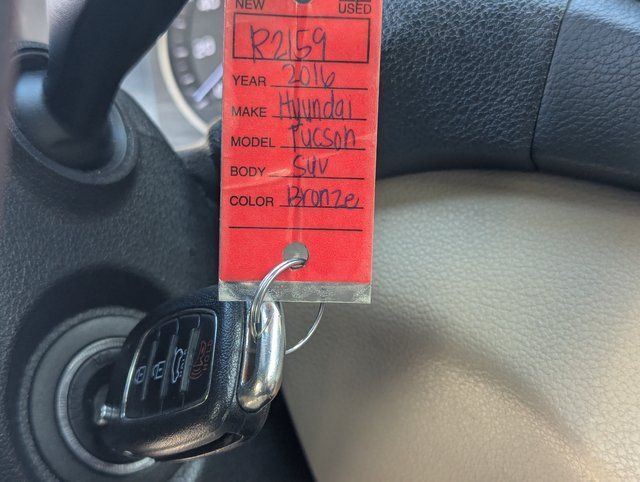 NEW USED
R2159
YEAR 2016
MAKE Hyundai
MODEL Tucson
BODY SUV
COLOR Bronze